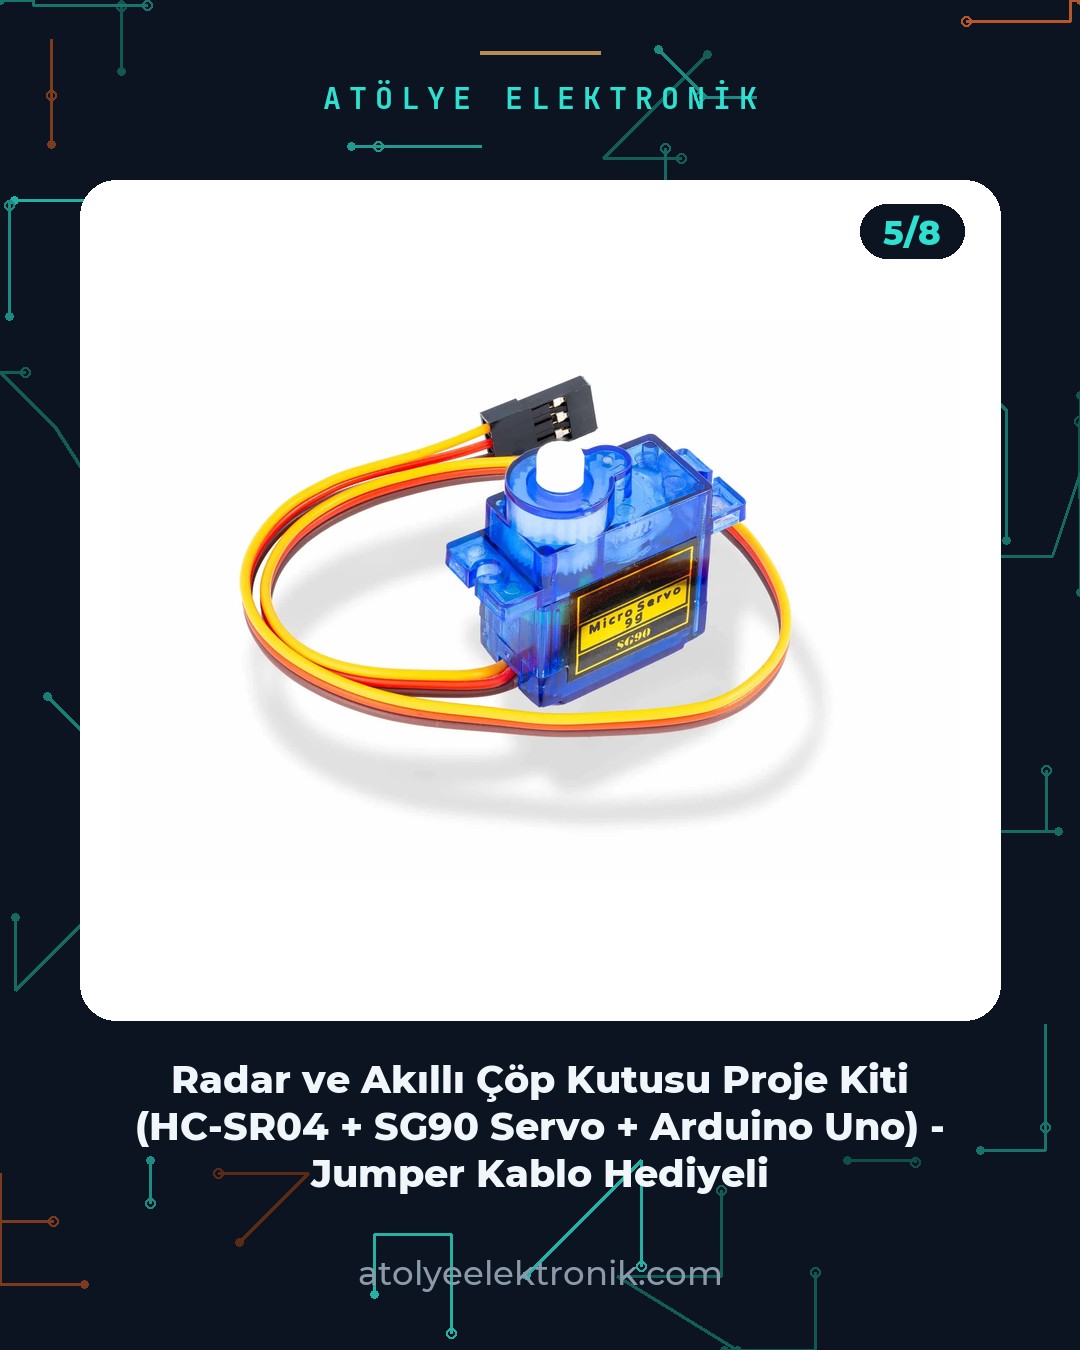 ATÖLYE ELEKTRONİK
5/8
Micro Servo
9g
SG90
Radar ve Akıllı Çöp Kutusu Proje Kiti
(HC-SR04 + SG90 Servo + Arduino Uno) -
Jumper Kablo Hediyeli
atolyeelektronik.com